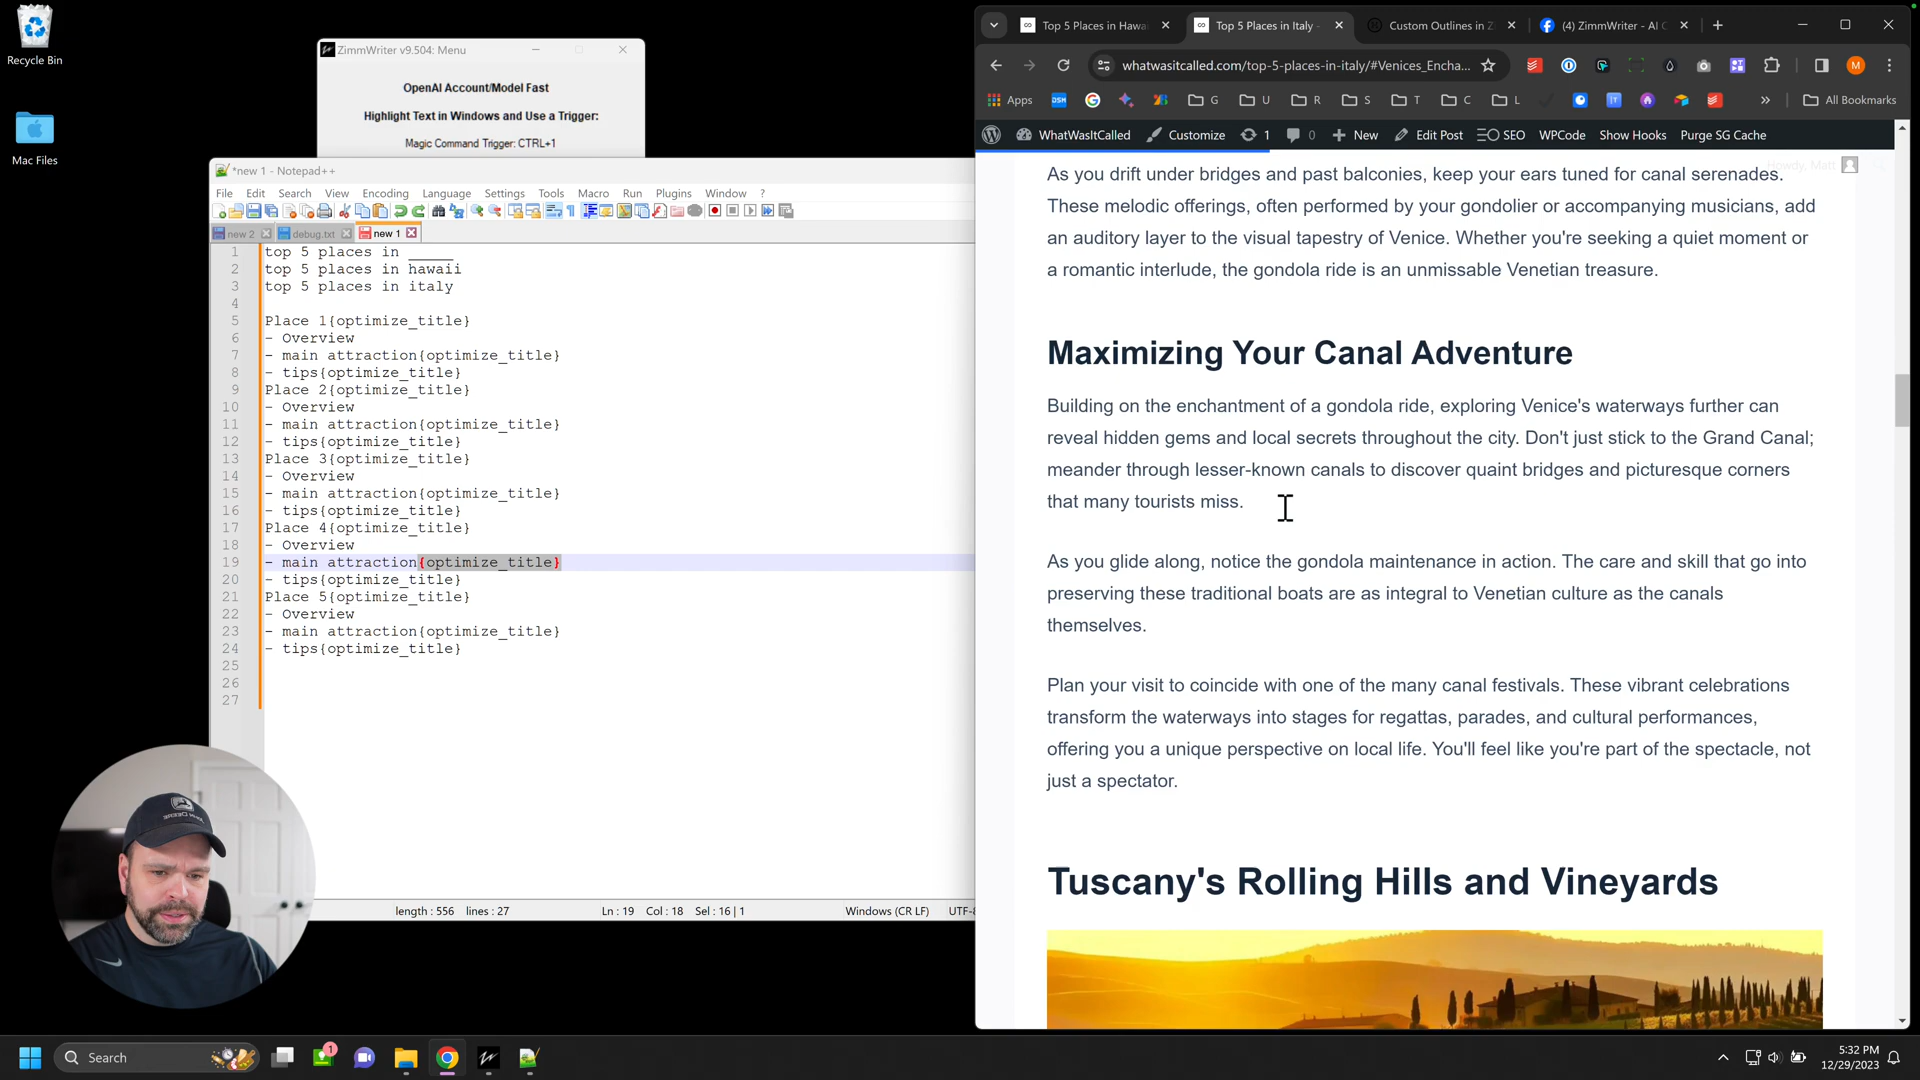 Recycle Bin
Mac Files
ZimmWriter v9.504: Menu
OpenAI Account/Model Fast
Highlight Text in Windows and Use a Trigger:
Magic Command Trigger: CTRL+1
*new 1 - Notepad++
File Edit Search View Encoding Language Settings Tools Macro Run Plugins Window ?
new 2 debug.txt new 1
1 top 5 places in _____
2 top 5 places in hawaii
3 top 5 places in italy
4
5 Place 1{optimize_title}
6 - Overview
7 - main attraction{optimize_title}
8 - tips{optimize_title}
9 Place 2{optimize_title}
10 - Overview
11 - main attraction{optimize_title}
12 - tips{optimize_title}
13 Place 3{optimize_title}
14 - Overview
15 - main attraction{optimize_title}
16 - tips{optimize_title}
17 Place 4{optimize_title}
18 - Overview
19 - main attraction{optimize_title}
20 - tips{optimize_title}
21 Place 5{optimize_title}
22 - Overview
23 - main attraction{optimize_title}
24 - tips{optimize_title}
25
26
27
length : 556 lines : 27 Ln : 19 Col : 18 Sel : 16 | 1 Windows (CR LF) UTF-8
Top 5 Places in Hawai Top 5 Places in Italy - Custom Outlines in Z (4) ZimmWriter - AI C
whatwasitcalled.com/top-5-places-in-italy/#Venices_Encha...
Apps G U R S T C L » All Bookmarks
WhatWasItCalled Customize 1 0 New Edit Post SEO WPCode Show Hooks Purge SG Cache
Howdy, Matt
As you drift under bridges and past balconies, keep your ears tuned for canal serenades.
These melodic offerings, often performed by your gondolier or accompanying musicians, add
an auditory layer to the visual tapestry of Venice. Whether you're seeking a quiet moment or
a romantic interlude, the gondola ride is an unmissable Venetian treasure.
Maximizing Your Canal Adventure
Building on the enchantment of a gondola ride, exploring Venice's waterways further can
reveal hidden gems and local secrets throughout the city. Don't just stick to the Grand Canal;
meander through lesser-known canals to discover quaint bridges and picturesque corners
that many tourists miss.
As you glide along, notice the gondola maintenance in action. The care and skill that go into
preserving these traditional boats are as integral to Venetian culture as the canals
themselves.
Plan your visit to coincide with one of the many canal festivals. These vibrant celebrations
transform the waterways into stages for regattas, parades, and cultural performances,
offering you a unique perspective on local life. You'll feel like you're part of the spectacle, not
just a spectator.
Tuscany's Rolling Hills and Vineyards
Search
1
5:32 PM
12/29/2023